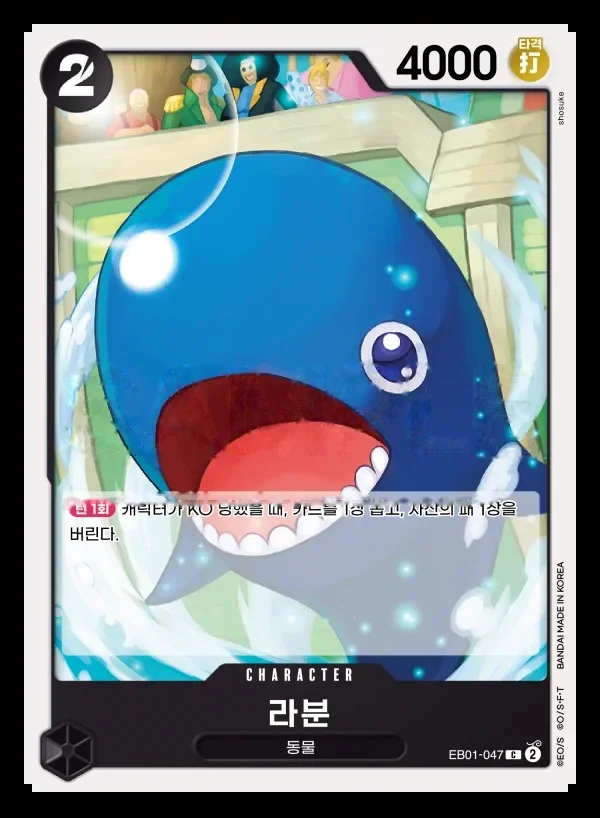 2
4000
타격
打
shosuke
턴 1회 캐릭터가 KO 당했을 때, 카드를 1장 뽑고, 자신의 패 1장을
버린다.
CHARACTER
라분
동물
EB01-047 C 2
BANDAI MADE IN KOREA
©EO/S ©O/S·F·T